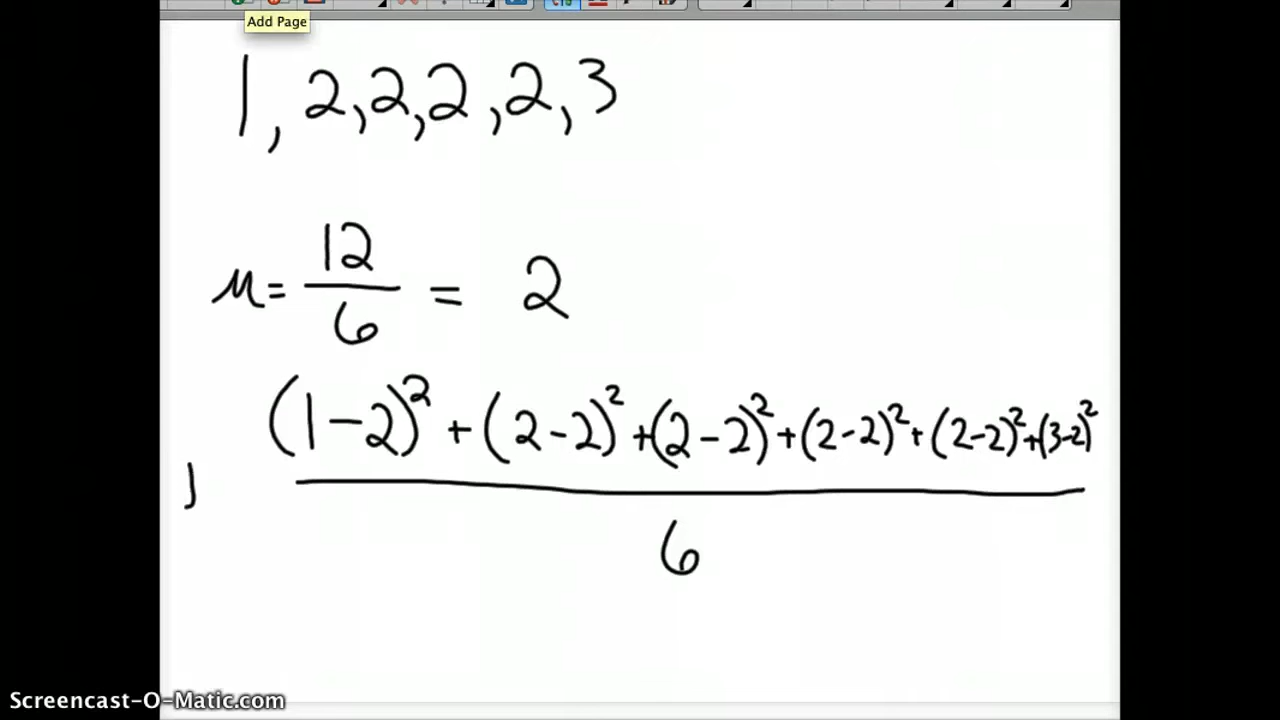 Add Page
1, 2, 2, 2, 2, 3
μ = 12/6 = 2
(1-2)² + (2-2)² + (2-2)² + (2-2)² + (2-2)² + (3-2)²
6
Screencast-O-Matic.com